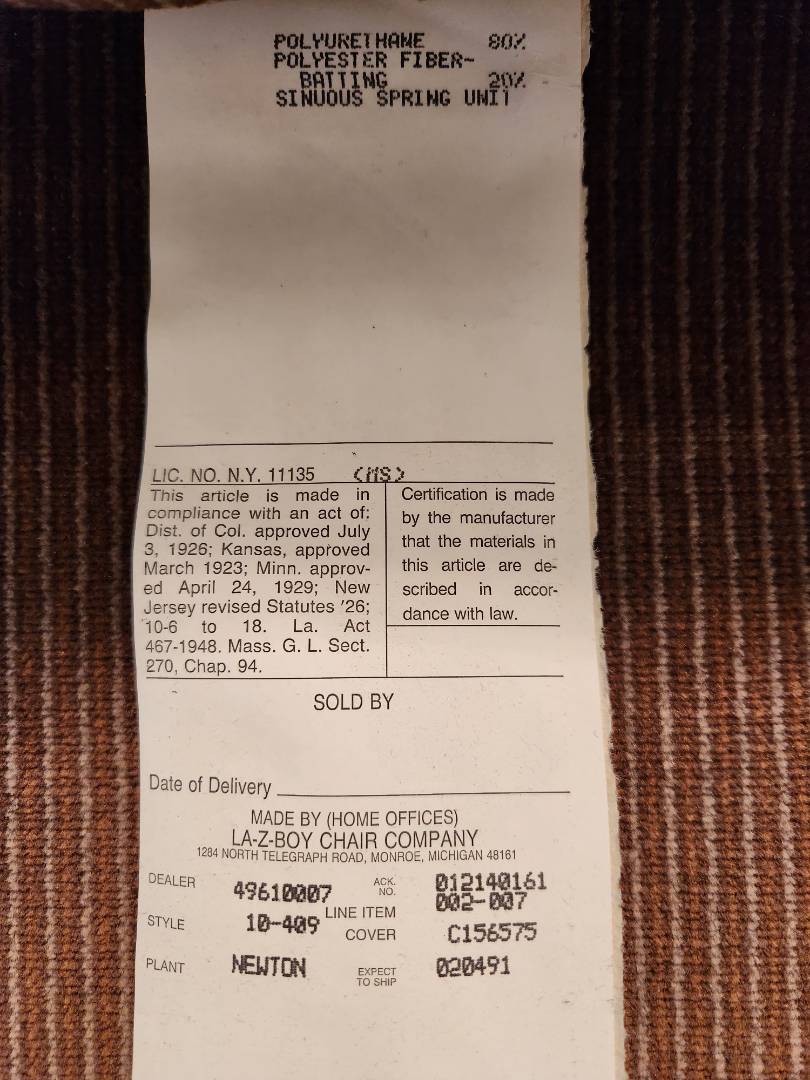 POLYURETHANE 80%
POLYESTER FIBER-
BATTING 20%
SINUOUS SPRING UNIT
LIC. NO. N.Y. 11135 (MS)
This article is made in
compliance with an act of:
Dist. of Col. approved July
3, 1926; Kansas, approved
March 1923; Minn. approv-
ed April 24, 1929; New
Jersey revised Statutes '26;
10-6 to 18. La. Act
467-1948. Mass. G. L. Sect.
270, Chap. 94.
Certification is made
by the manufacturer
that the materials in
this article are de-
scribed in accor-
dance with law.
SOLD BY
Date of Delivery
MADE BY (HOME OFFICES)
LA-Z-BOY CHAIR COMPANY
1284 NORTH TELEGRAPH ROAD, MONROE, MICHIGAN 48161
DEALER 49610007 ACK. NO. 012140161
STYLE 10-409 LINE ITEM 002-007
COVER C156575
PLANT NEWTON EXPECT TO SHIP 020491